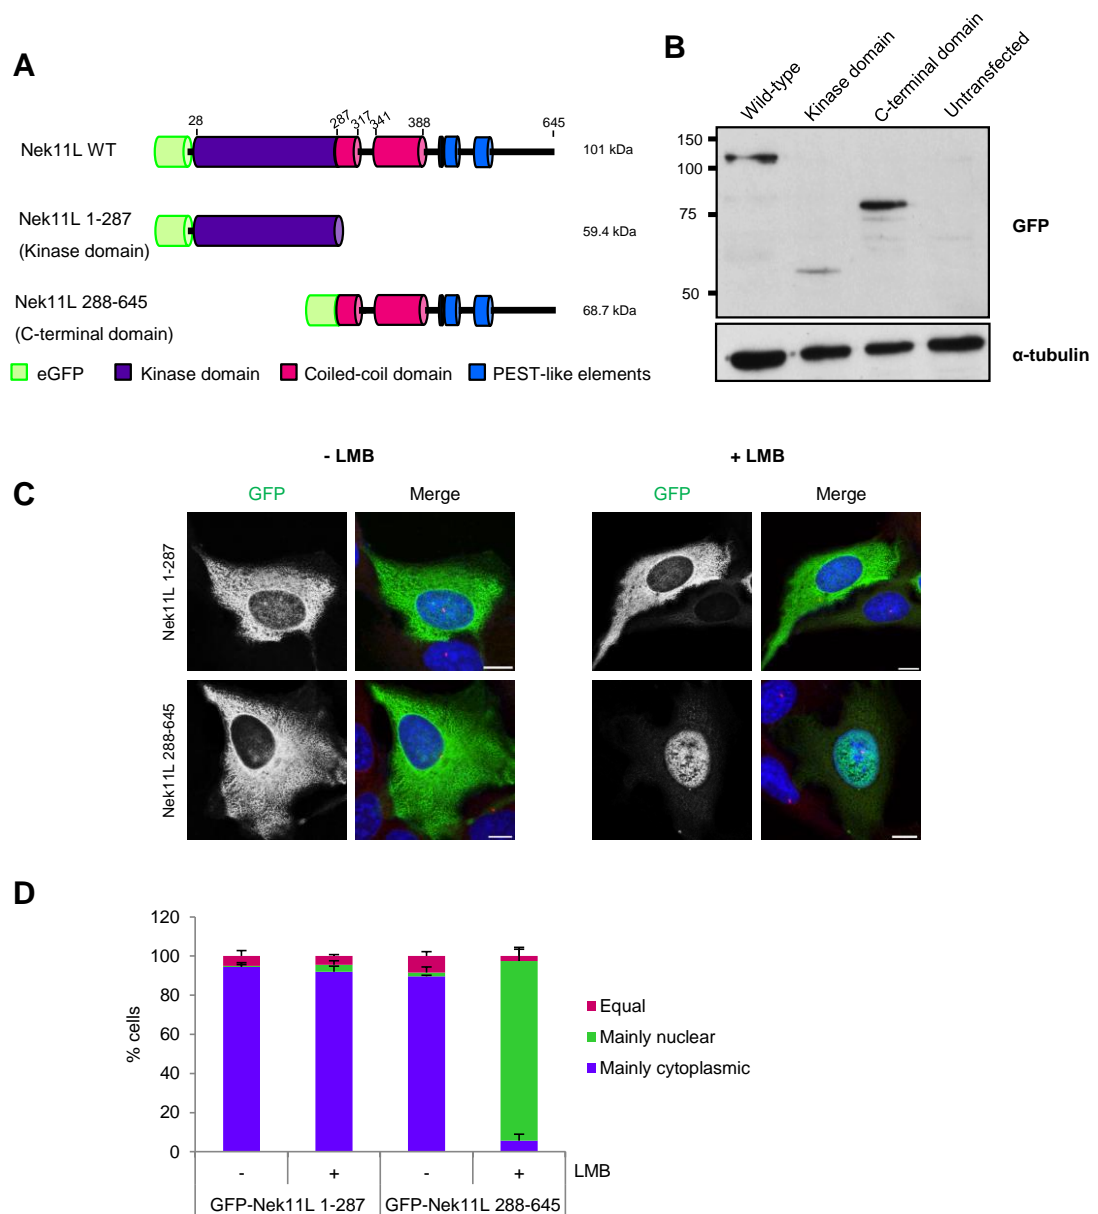 A
28 287 317 341 388 645
Nek11L WT
101 kDa
Nek11L 1-287
(Kinase domain)
59.4 kDa
Nek11L 288-645
(C-terminal domain)
68.7 kDa
eGFP Kinase domain Coiled-coil domain PEST-like elements
B
Wild-type Kinase domain C-terminal domain Untransfected
150
100
75
50
GFP
α-tubulin
- LMB + LMB
C
GFP Merge GFP Merge
Nek11L 1-287
Nek11L 288-645
D
120
100
80
60
40
20
0
% cells
Equal
Mainly nuclear
Mainly cytoplasmic
- + - + LMB
GFP-Nek11L 1-287 GFP-Nek11L 288-645